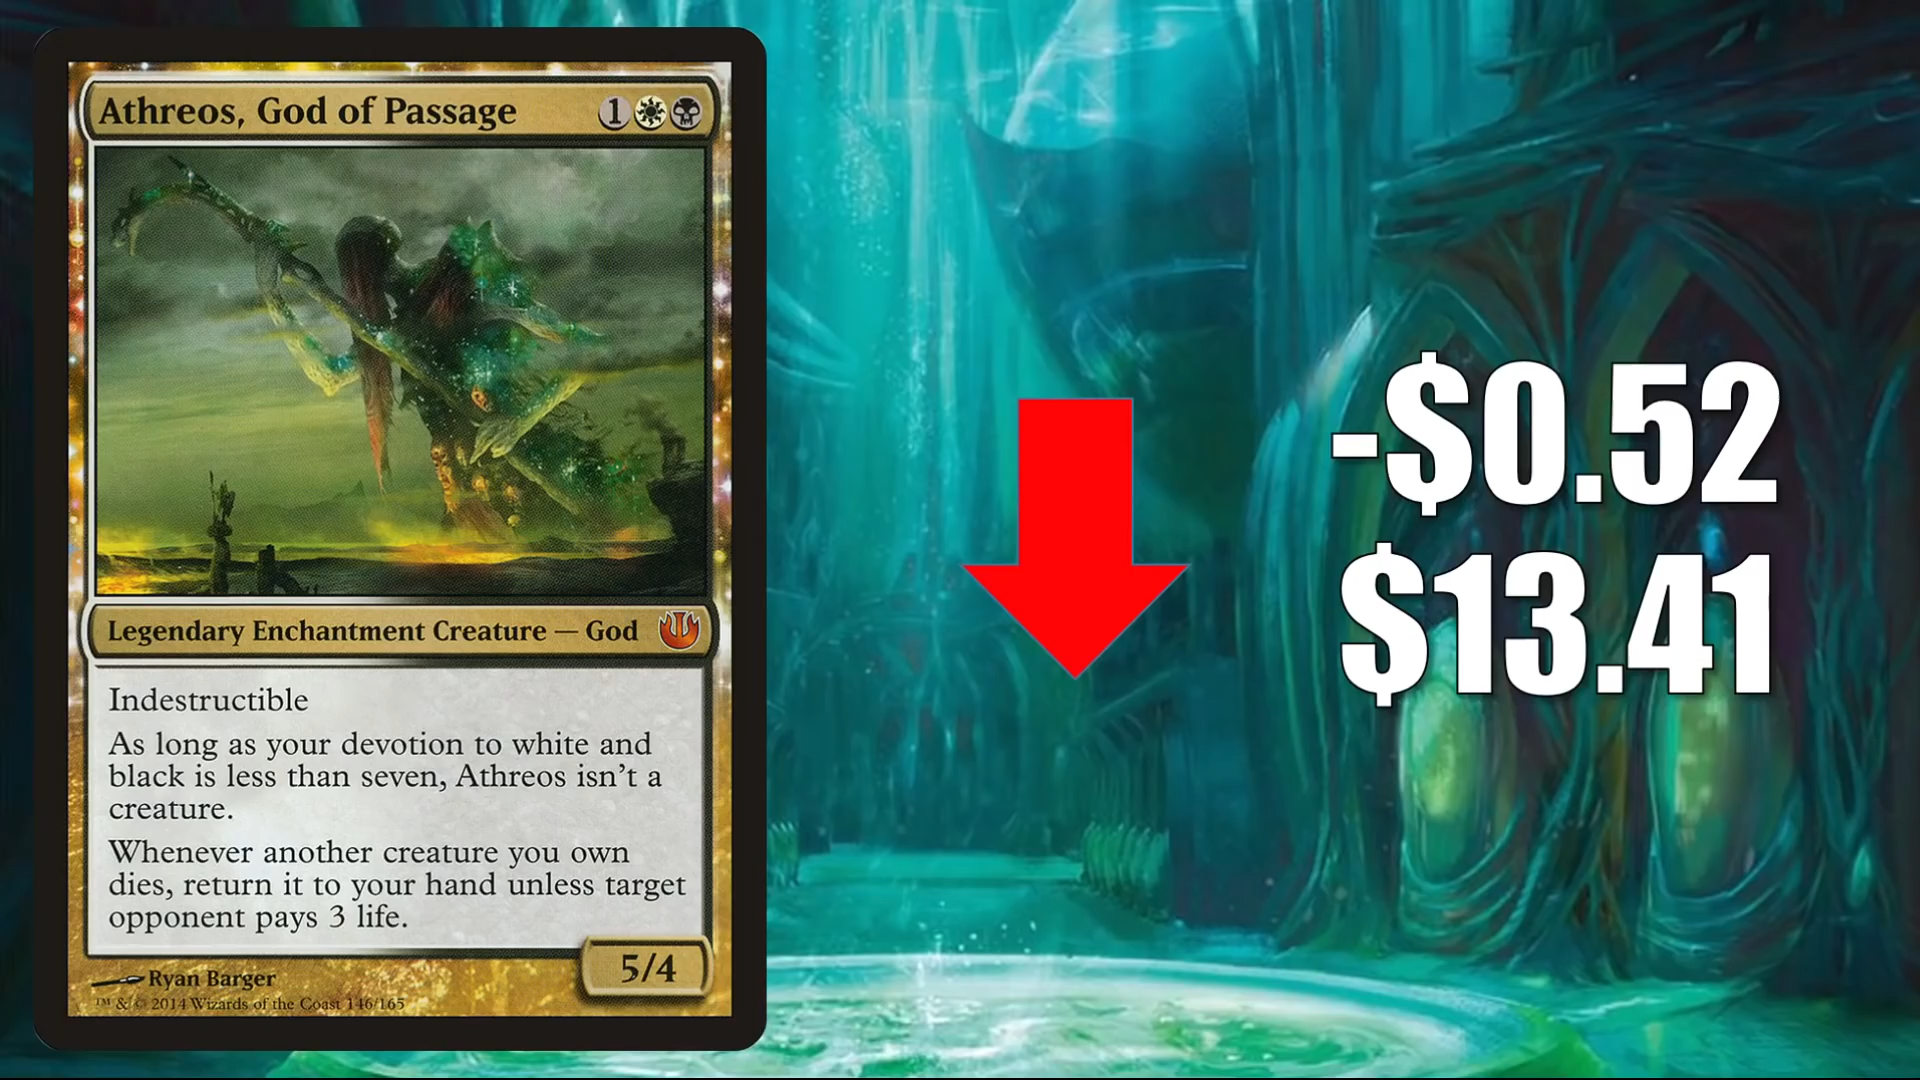 Athreos, God of Passage 1
Legendary Enchantment Creature — God
Indestructible
As long as your devotion to white and
black is less than seven, Athreos isn't a
creature.
Whenever another creature you own
dies, return it to your hand unless target
opponent pays 3 life.
5/4
Ryan Barger
™ & © 2014 Wizards of the Coast 146/165
-$0.52
$13.41